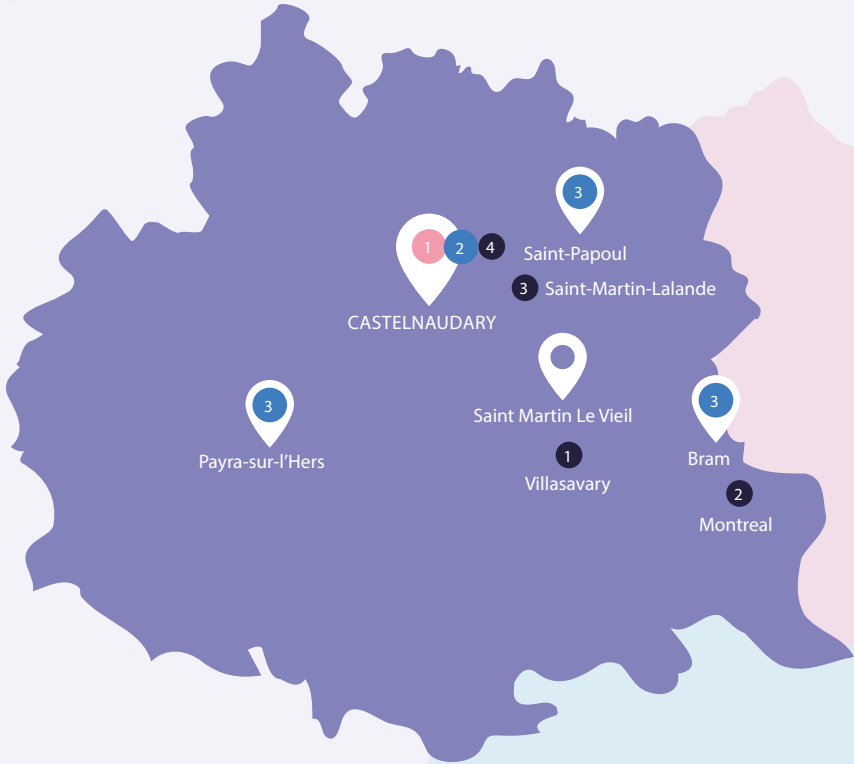 3
Saint-Papoul
1 2 4
CASTELNAUDARY
3 Saint-Martin-Lalande
Saint Martin Le Vieil
3
Payra-sur-l'Hers
1
Villasavary
3
Bram
2
Montreal